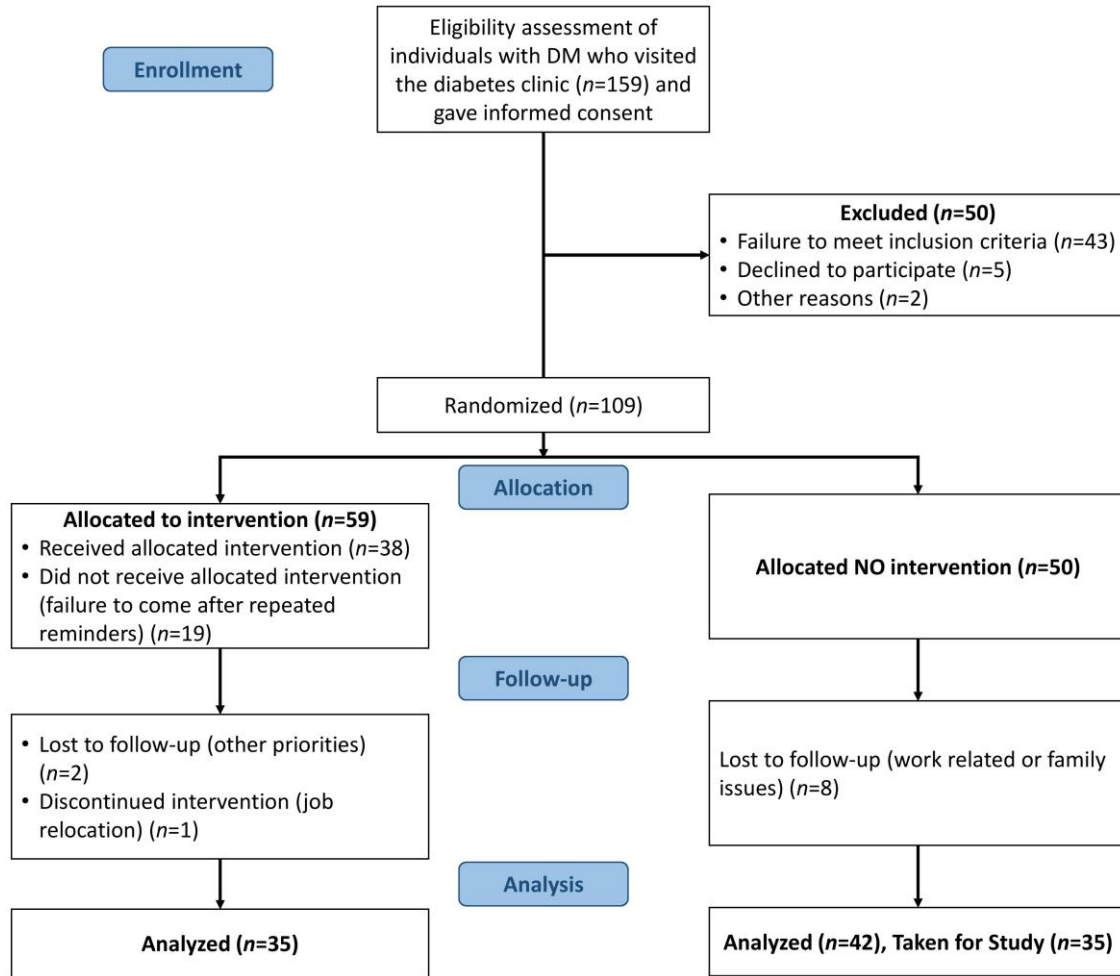 Enrollment
Eligibility assessment of
individuals with DM who visited
the diabetes clinic (n=159) and
gave informed consent
Excluded (n=50)
• Failure to meet inclusion criteria (n=43)
• Declined to participate (n=5)
• Other reasons (n=2)
Randomized (n=109)
Allocation
Allocated to intervention (n=59)
• Received allocated intervention (n=38)
• Did not receive allocated intervention
(failure to come after repeated
reminders) (n=19)
Allocated NO intervention (n=50)
Follow-up
• Lost to follow-up (other priorities)
(n=2)
• Discontinued intervention (job
relocation) (n=1)
Lost to follow-up (work related or family
issues) (n=8)
Analysis
Analyzed (n=35)
Analyzed (n=42), Taken for Study (n=35)